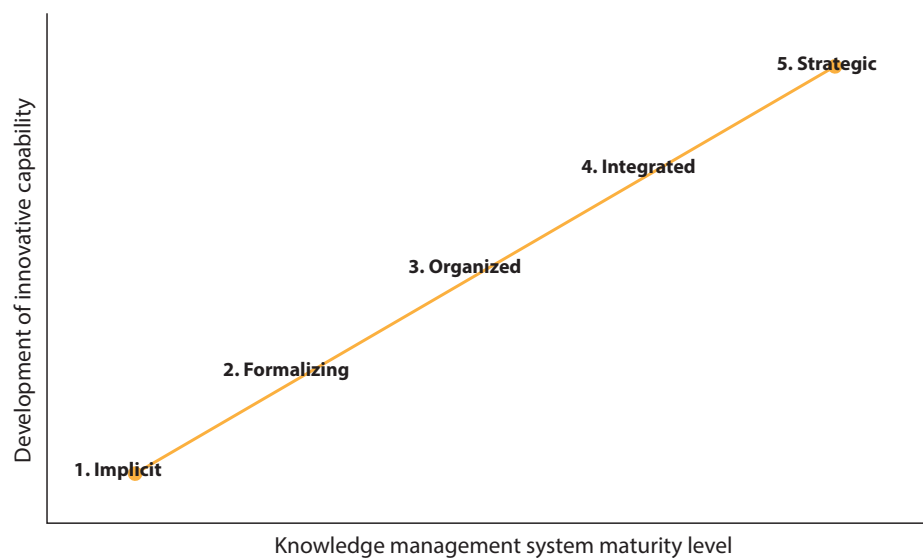 5. Strategic
4. Integrated
3. Organized
2. Formalizing
1. Implicit
Development of innovative capability
Knowledge management system maturity level